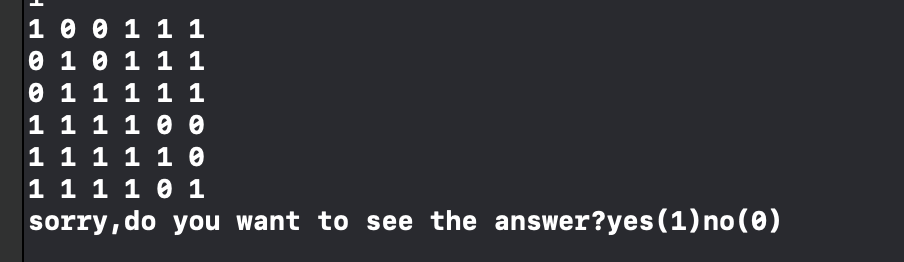 1 0 0 1 1 1
0 1 0 1 1 1
0 1 1 1 1 1
1 1 1 1 0 0
1 1 1 1 1 0
1 1 1 1 0 1
sorry,do you want to see the answer?yes(1)no(0)